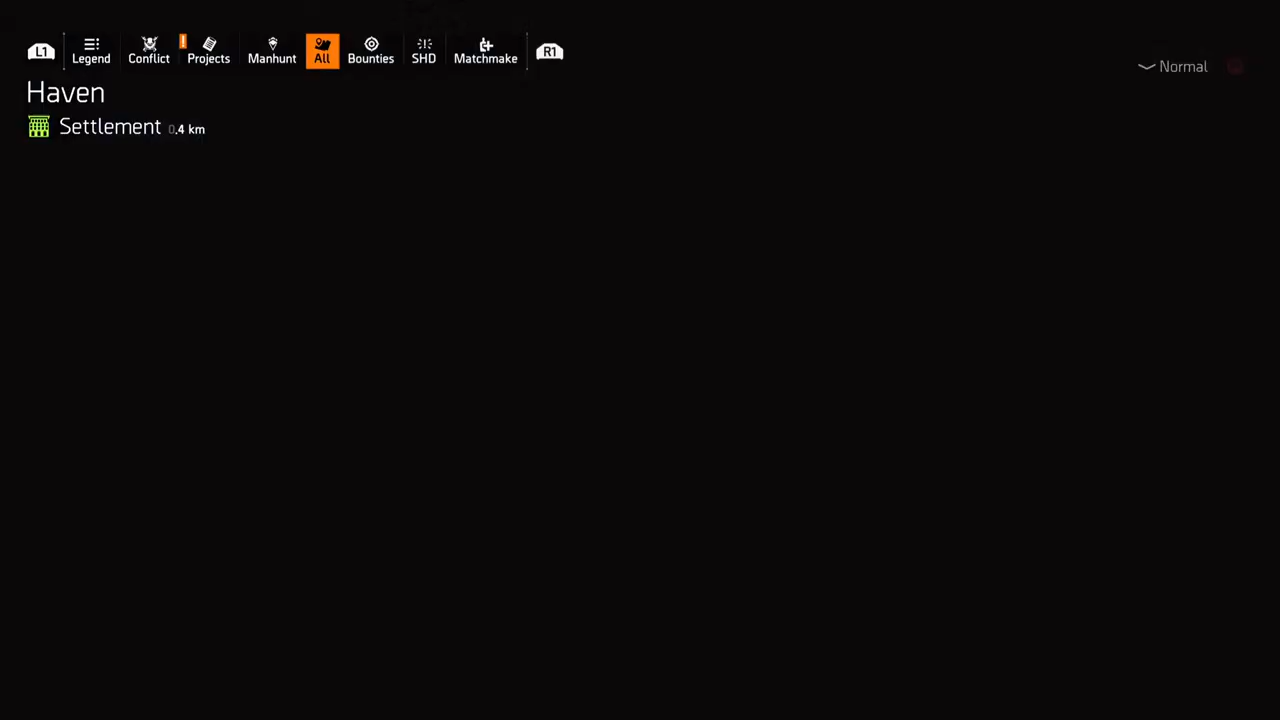 L1 Legend Conflict Projects Manhunt All Bounties SHD Matchmake R1
Normal
Haven
Settlement 0.4 km